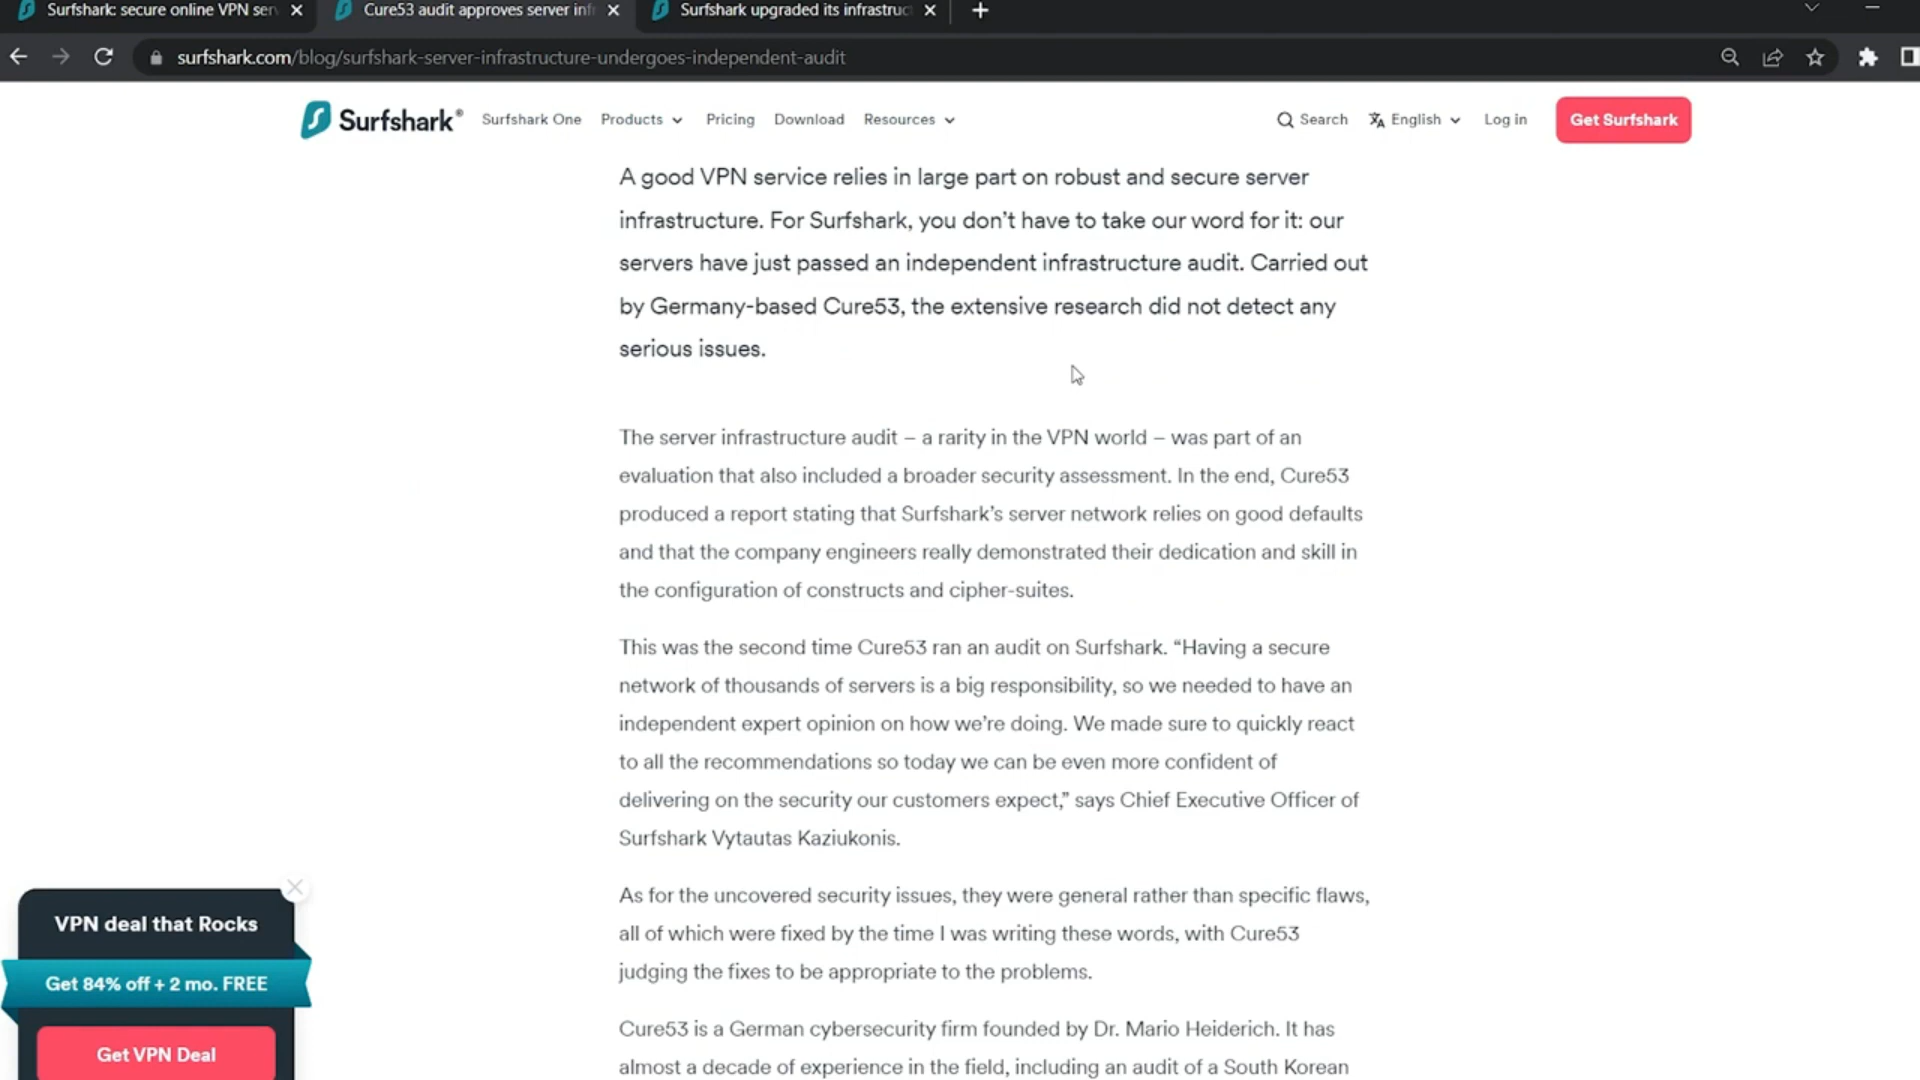 Surfshark: secure online VPN ser
Cure53 audit approves server inf
Surfshark upgraded its infrastruc
surfshark.com/blog/surfshark-server-infrastructure-undergoes-independent-audit
Surfshark®
Surfshark One
Products
Pricing
Download
Resources
Search
English
Log in
Get Surfshark
A good VPN service relies in large part on robust and secure server
infrastructure. For Surfshark, you don’t have to take our word for it: our
servers have just passed an independent infrastructure audit. Carried out
by Germany-based Cure53, the extensive research did not detect any
serious issues.
The server infrastructure audit – a rarity in the VPN world – was part of an
evaluation that also included a broader security assessment. In the end, Cure53
produced a report stating that Surfshark’s server network relies on good defaults
and that the company engineers really demonstrated their dedication and skill in
the configuration of constructs and cipher-suites.
This was the second time Cure53 ran an audit on Surfshark. “Having a secure
network of thousands of servers is a big responsibility, so we needed to have an
independent expert opinion on how we’re doing. We made sure to quickly react
to all the recommendations so today we can be even more confident of
delivering on the security our customers expect,” says Chief Executive Officer of
Surfshark Vytautas Kaziukonis.
As for the uncovered security issues, they were general rather than specific flaws,
all of which were fixed by the time I was writing these words, with Cure53
judging the fixes to be appropriate to the problems.
Cure53 is a German cybersecurity firm founded by Dr. Mario Heiderich. It has
almost a decade of experience in the field, including an audit of a South Korean
VPN deal that Rocks
Get 84% off + 2 mo. FREE
Get VPN Deal